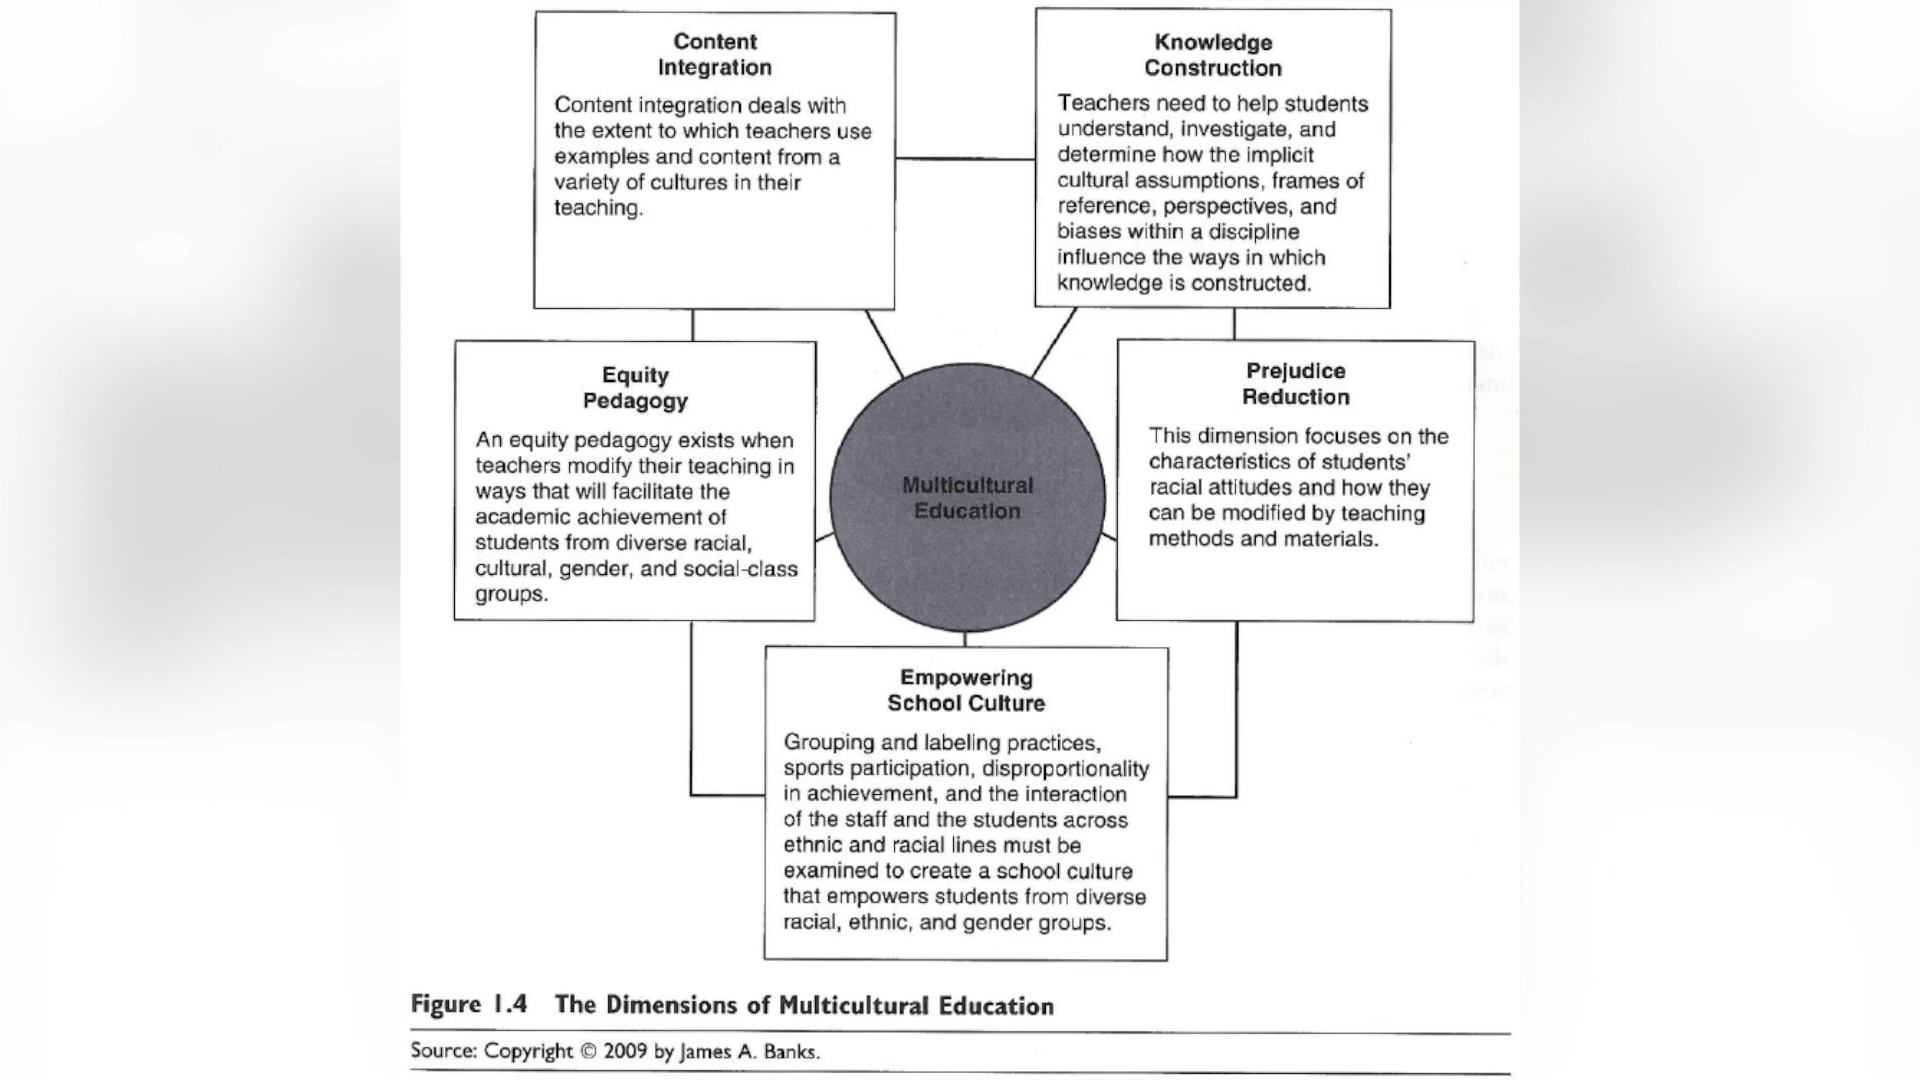 Content
Integration
Content integration deals with
the extent to which teachers use
examples and content from a
variety of cultures in their
teaching.
Knowledge
Construction
Teachers need to help students
understand, investigate, and
determine how the implicit
cultural assumptions, frames of
reference, perspectives, and
biases within a discipline
influence the ways in which
knowledge is constructed.
Equity
Pedagogy
An equity pedagogy exists when
teachers modify their teaching in
ways that will facilitate the
academic achievement of
students from diverse racial,
cultural, gender, and social-class
groups.
Multicultural
Education
Prejudice
Reduction
This dimension focuses on the
characteristics of students'
racial attitudes and how they
can be modified by teaching
methods and materials.
Empowering
School Culture
Grouping and labeling practices,
sports participation, disproportionality
in achievement, and the interaction
of the staff and the students across
ethnic and racial lines must be
examined to create a school culture
that empowers students from diverse
racial, ethnic, and gender groups.
Figure 1.4 The Dimensions of Multicultural Education
Source: Copyright © 2009 by James A. Banks.